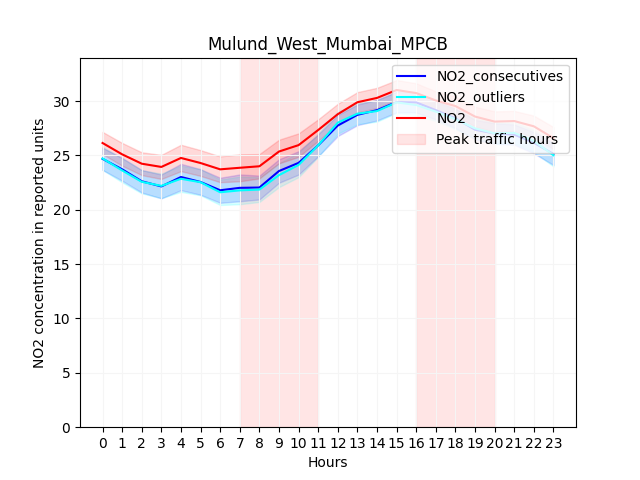 Mulund_West_Mumbai_MPCB
NO2_consecutives
NO2_outliers
NO2
Peak traffic hours
NO2 concentration in reported units
30
25
20
15
10
5
0
0 1 2 3 4 5 6 7 8 9 10 11 12 13 14 15 16 17 18 19 20 21 22 23
Hours